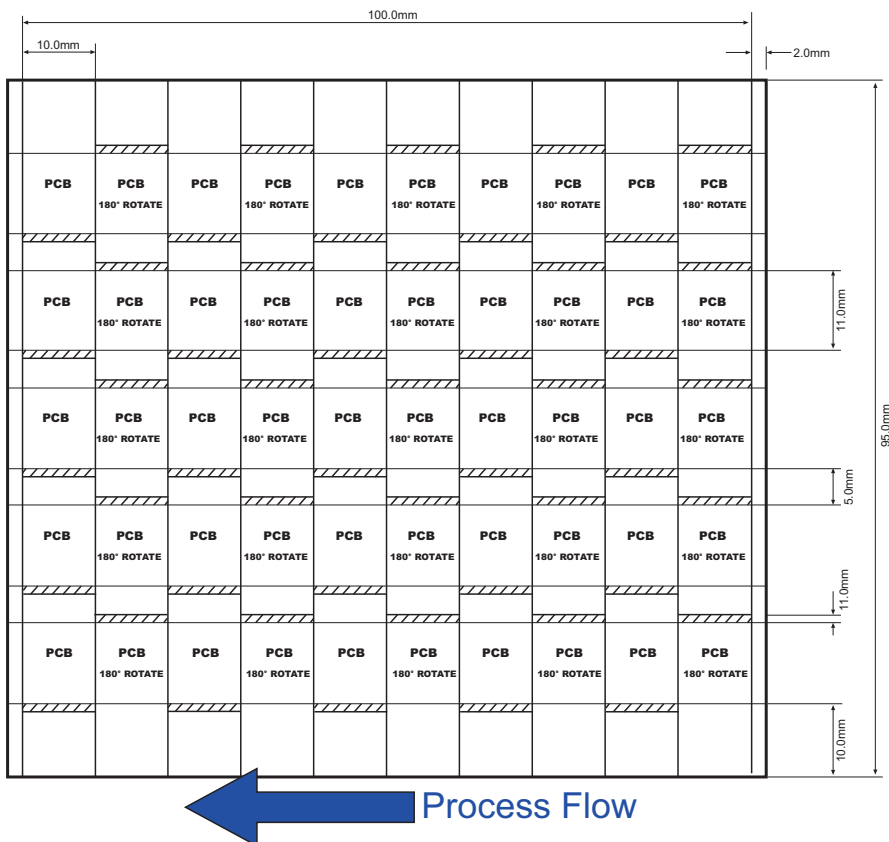 100.0mm
10.0mm
2.0mm
PCB PCB PCB PCB PCB PCB PCB PCB PCB PCB
180° ROTATE 180° ROTATE 180° ROTATE 180° ROTATE 180° ROTATE
PCB PCB PCB PCB PCB PCB PCB PCB PCB PCB
180° ROTATE 180° ROTATE 180° ROTATE 180° ROTATE 180° ROTATE
11.0mm
PCB PCB PCB PCB PCB PCB PCB PCB PCB PCB
180° ROTATE 180° ROTATE 180° ROTATE 180° ROTATE 180° ROTATE
95.0mm
5.0mm
PCB PCB PCB PCB PCB PCB PCB PCB PCB PCB
180° ROTATE 180° ROTATE 180° ROTATE 180° ROTATE 180° ROTATE
11.0mm
PCB PCB PCB PCB PCB PCB PCB PCB PCB PCB
180° ROTATE 180° ROTATE 180° ROTATE 180° ROTATE 180° ROTATE
10.0mm
Process Flow